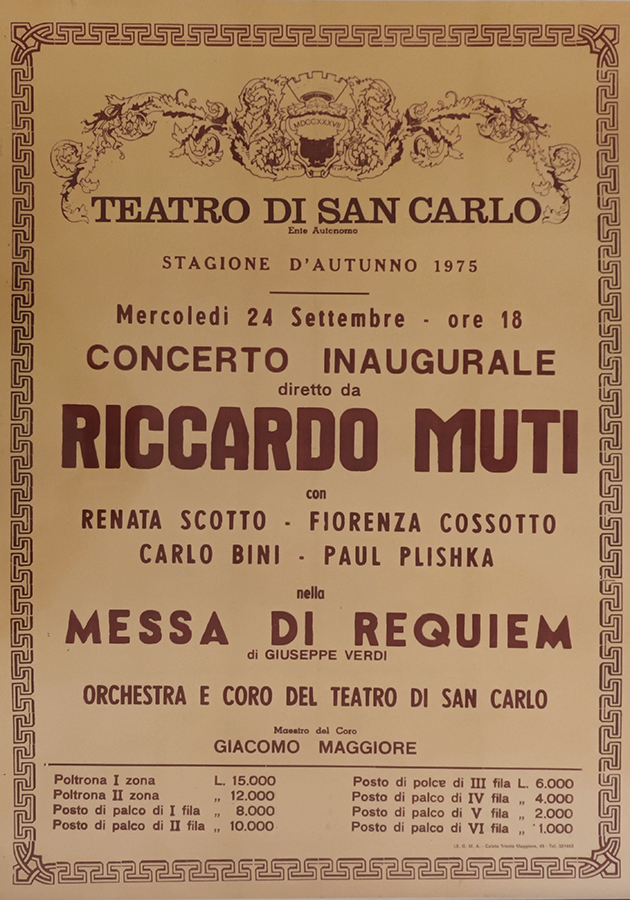 MDCCXXXVII
TEATRO DI SAN CARLO
Ente Autonomo
STAGIONE D'AUTUNNO 1975
Mercoledi 24 Settembre - ore 18
CONCERTO INAUGURALE
diretto da
RICCARDO MUTI
con
RENATA SCOTTO - FIORENZA COSSOTTO
CARLO BINI - PAUL PLISHKA
nella
MESSA DI REQUIEM
di GIUSEPPE VERDI
ORCHESTRA E CORO DEL TEATRO DI SAN CARLO
Maestro del Coro
GIACOMO MAGGIORE
Poltrona I zona L. 15.000
Poltrona II zona „ 12.000
Posto di palco di I fila „ 8.000
Posto di palco di II fila „ 10.000
Posto di polce di III fila L. 6.000
Posto di palco di IV fila „ 4.000
Posto di palco di V fila „ 2.000
Posto di palco di VI fila „ 1.000